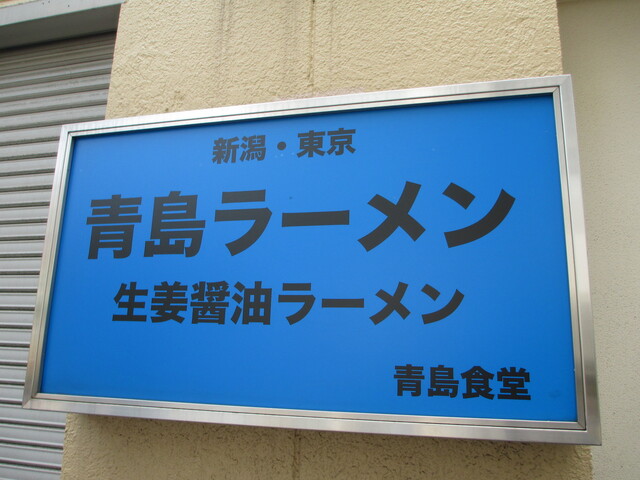 新潟・東京
青島ラーメン
生姜醤油ラーメン
青島食堂